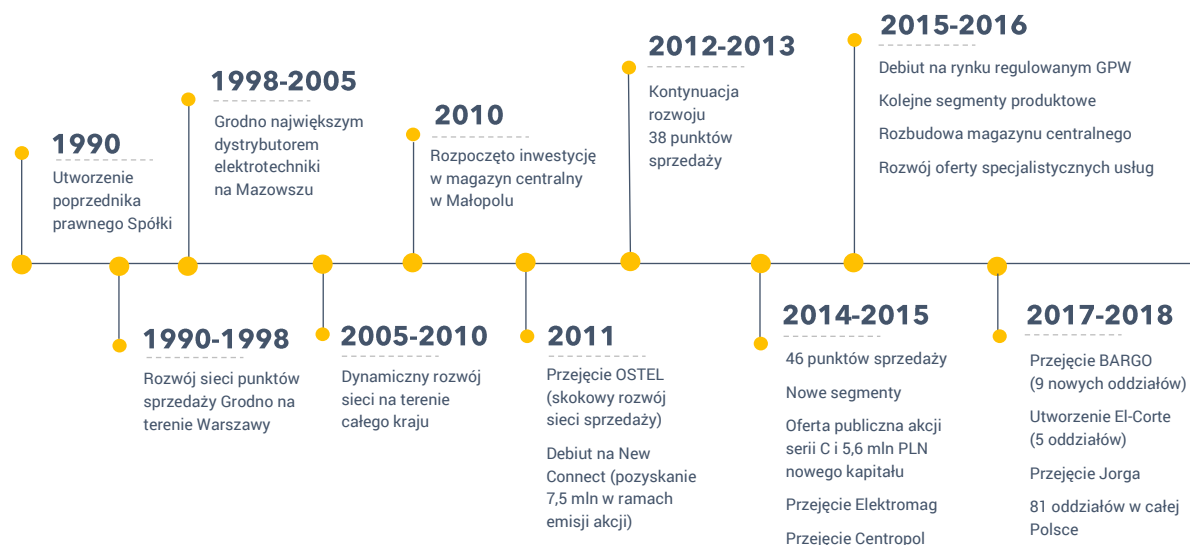 1990
Utworzenie
poprzednika
prawnego Spółki
1990-1998
Rozwój sieci punktów
sprzedaży Grodno na
terenie Warszawy
1998-2005
Grodno największym
dystrybutorem
elektrotechniki
na Mazowszu
2005-2010
Dynamiczny rozwój
sieci na terenie
całego kraju
2010
Rozpoczęto inwestycję
w magazyn centralny
w Małopolu
2011
Przejęcie OSTEL
(skokowy rozwój
sieci sprzedaży)
Debiut na New
Connect (pozyskanie
7,5 mln w ramach
emisji akcji)
2012-2013
Kontynuacja
rozwoju
38 punktów
sprzedaży
2014-2015
46 punktów sprzedaży
Nowe segmenty
Oferta publiczna akcji
serii C i 5,6 mln PLN
nowego kapitału
Przejęcie Elektromag
Przejęcie Centropol
2015-2016
Debiut na rynku regulowanym GPW
Kolejne segmenty produktowe
Rozbudowa magazynu centralnego
Rozwój oferty specjalistycznych usług
2017-2018
Przejęcie BARGO
(9 nowych oddziałów)
Utworzenie El-Corte
(5 oddziałów)
Przejęcie Jorga
81 oddziałów w całej
Polsce